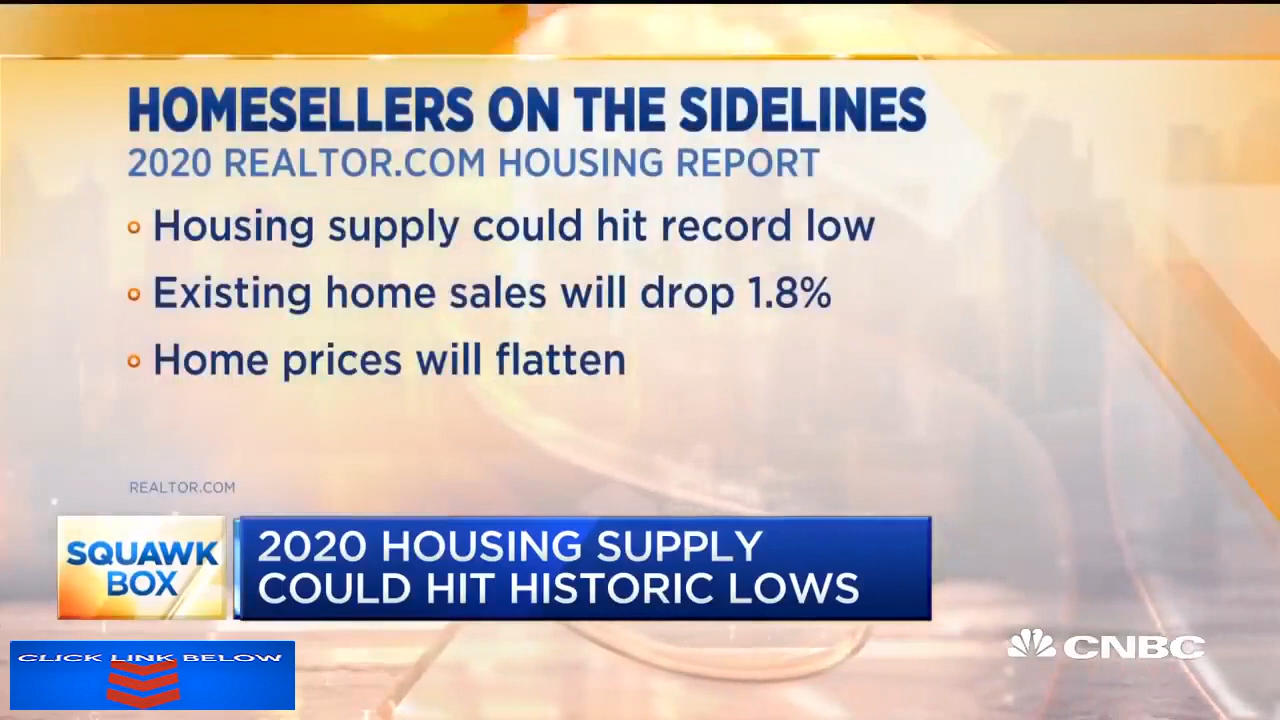 HOMESELLERS ON THE SIDELINES
2020 REALTOR.COM HOUSING REPORT
Housing supply could hit record low
Existing home sales will drop 1.8%
Home prices will flatten
REALTOR.COM
SQUAWK
BOX
2020 HOUSING SUPPLY
COULD HIT HISTORIC LOWS
CLICK LINK BELOW
CNBC